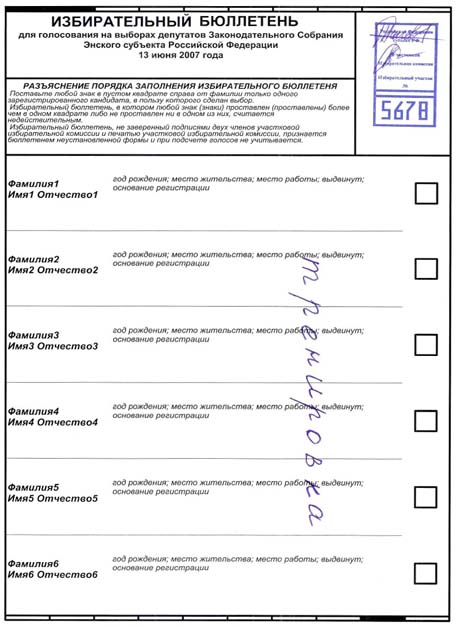 ИЗБИРАТЕЛЬНЫЙ БЮЛЛЕТЕНЬ
для голосования на выборах депутатов Законодательного Собрания
Энского субъекта Российской Федерации
13 июня 2007 года
избирательной комиссии
Избирательный участок
№
5678
РАЗЪЯСНЕНИЕ ПОРЯДКА ЗАПОЛНЕНИЯ ИЗБИРАТЕЛЬНОГО БЮЛЛЕТЕНЯ
Поставьте любой знак в пустом квадрате справа от фамилии только одного
зарегистрированного кандидата, в пользу которого сделан выбор.
Избирательный бюллетень, в котором любой знак (знаки) проставлен (проставлены) более
чем в одном квадрате либо не проставлен ни в одном из них, считается
недействительным.
Избирательный бюллетень, не заверенный подписями двух членов участковой
избирательной комиссии и печатью участковой избирательной комиссии, признается
бюллетенем неустановленной формы и при подсчете голосов не учитывается.
Фамилия1
Имя1 Отчество1
год рождения; место жительства; место работы; выдвинут;
основание регистрации
Фамилия2
Имя2 Отчество2
год рождения; место жительства; место работы; выдвинут;
основание регистрации
Фамилия3
Имя3 Отчество3
год рождения; место жительства; место работы; выдвинут;
основание регистрации
Фамилия4
Имя4 Отчество4
год рождения; место жительства; место работы; выдвинут;
основание регистрации
Фамилия5
Имя5 Отчество5
год рождения; место жительства; место работы; выдвинут;
основание регистрации
Фамилия6
Имя6 Отчество6
год рождения; место жительства; место работы; выдвинут;
основание регистрации
тренировка